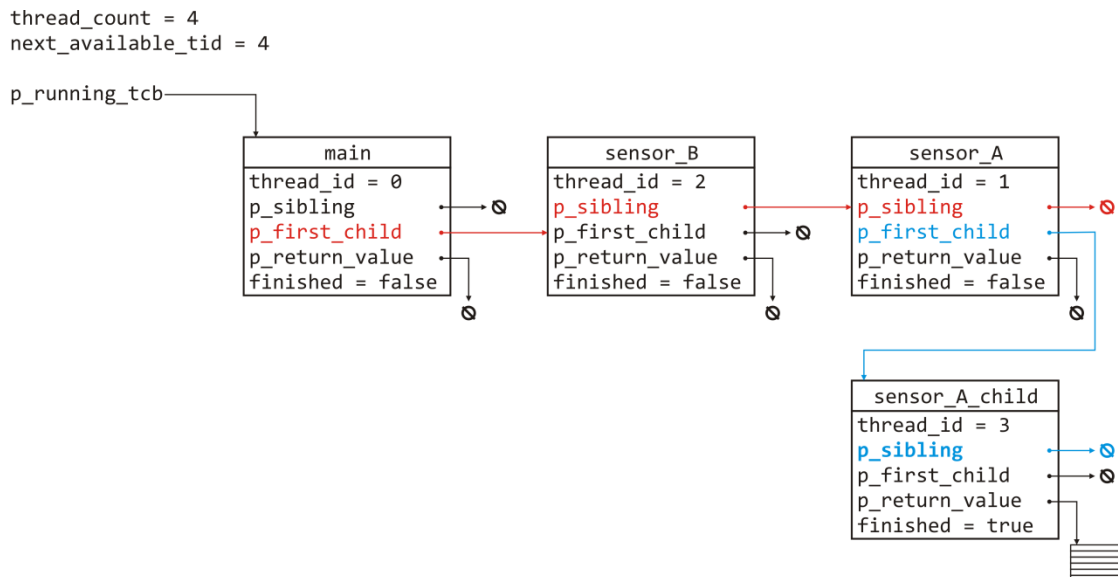 thread_count = 4
next_available_tid = 4
p_running_tcb
main
thread_id = 0
p_sibling
p_first_child
p_return_value
finished = false
sensor_B
thread_id = 2
p_sibling
p_first_child
p_return_value
finished = false
sensor_A
thread_id = 1
p_sibling
p_first_child
p_return_value
finished = false
sensor_A_child
thread_id = 3
p_sibling
p_first_child
p_return_value
finished = true